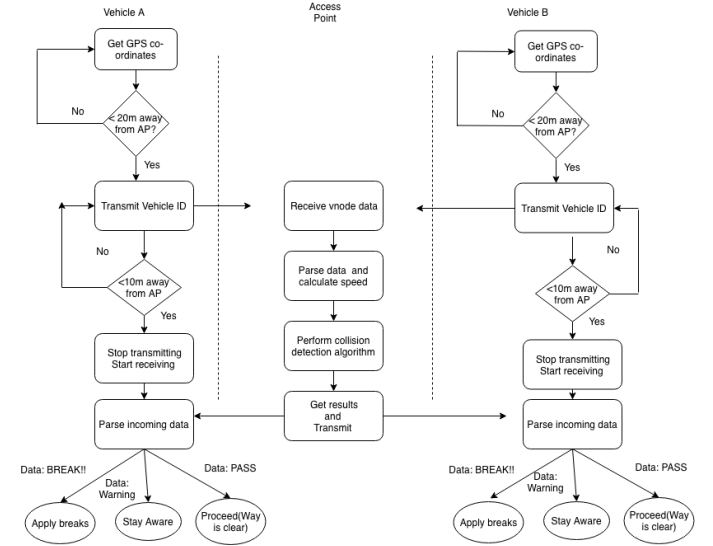 Vehicle A
Access
Point
Vehicle B
Get GPS co-
ordinates
No
< 20m away
from AP?
Yes
Transmit Vehicle ID
No
<10m away
from AP
Yes
Stop transmitting
Start receiving
Parse incoming data
Data: BREAK!!
Data:
Warning
Data: PASS
Apply breaks
Stay Aware
Proceed(Way
is clear)
Receive vnode data
Parse data and
calculate speed
Perform collision
detection algorithm
Get results
and
Transmit
Get GPS co-
ordinates
No
< 20m away
from AP?
Yes
Transmit Vehicle ID
No
<10m away
from AP
Yes
Stop transmitting
Start receiving
Parse incoming data
Data: BREAK!!
Data:
Warning
Data: PASS
Apply breaks
Stay Aware
Proceed(Way
is clear)